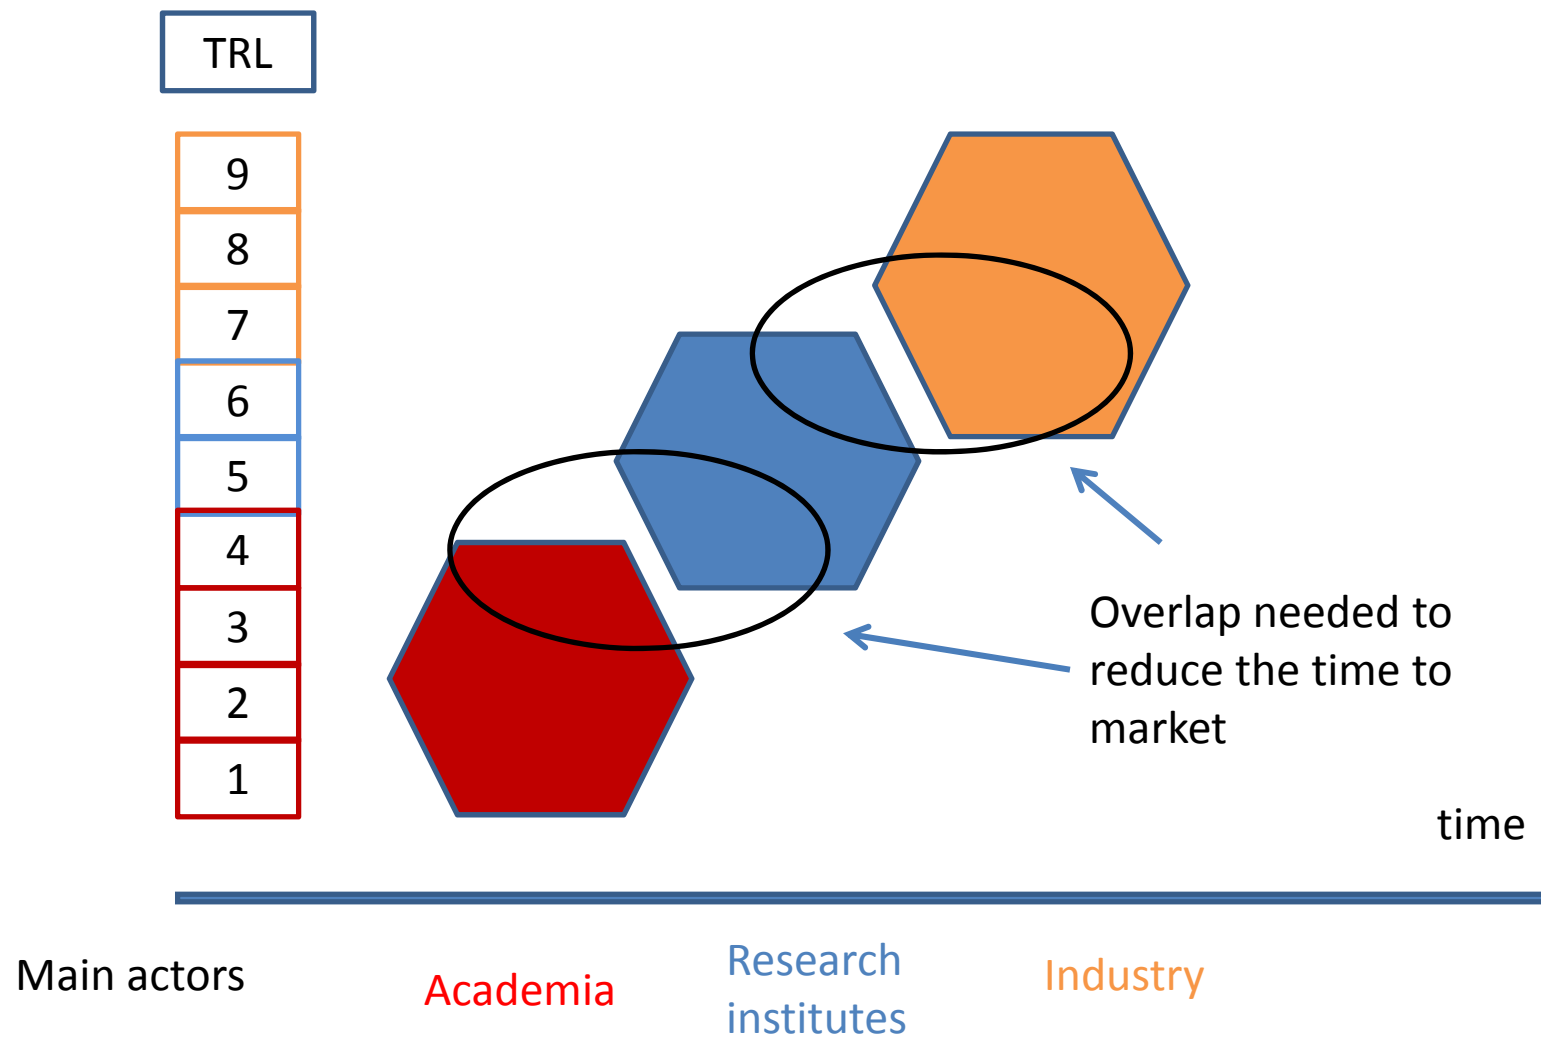 TRL
9
8
7
6
5
4
3
2
1
Overlap needed to
reduce the time to
market
time
Main actors
Academia
Research
institutes
Industry